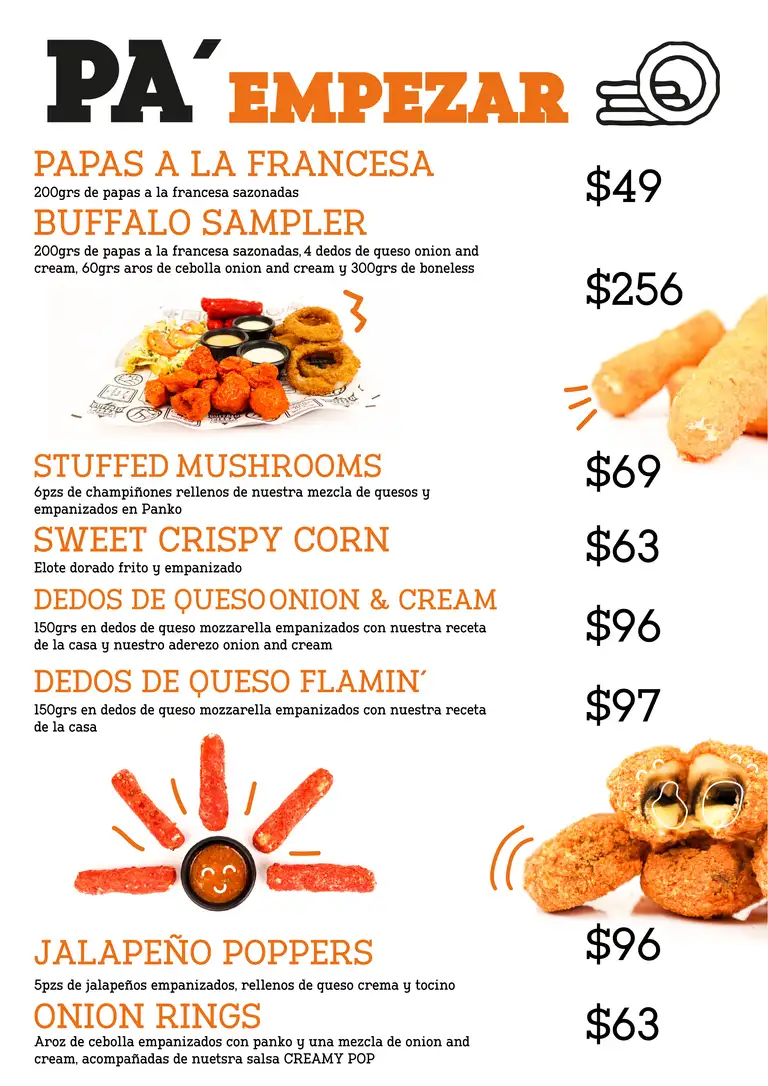 PA´ EMPEZAR
PAPAS A LA FRANCESA
200grs de papas a la francesa sazonadas
$49
BUFFALO SAMPLER
200grs de papas a la francesa sazonadas, 4 dedos de queso onion and
cream, 60grs aros de cebolla onion and cream y 300grs de boneless
$256
STUFFED MUSHROOMS
6pzs de champiñones rellenos de nuestra mezcla de quesos y
empanizados en Panko
$69
SWEET CRISPY CORN
Elote dorado frito y empanizado
$63
DEDOS DE QUESO ONION & CREAM
150grs en dedos de queso mozzarella empanizados con nuestra receta
de la casa y nuestro aderezo onion and cream
$96
DEDOS DE QUESO FLAMIN´
150grs en dedos de queso mozzarella empanizados con nuestra receta
de la casa
$97
JALAPEÑO POPPERS
5pzs de jalapeños empanizados, rellenos de queso crema y tocino
$96
ONION RINGS
Aroz de cebolla empanizados con panko y una mezcla de onion and
cream, acompañadas de nuetsra salsa CREAMY POP
$63